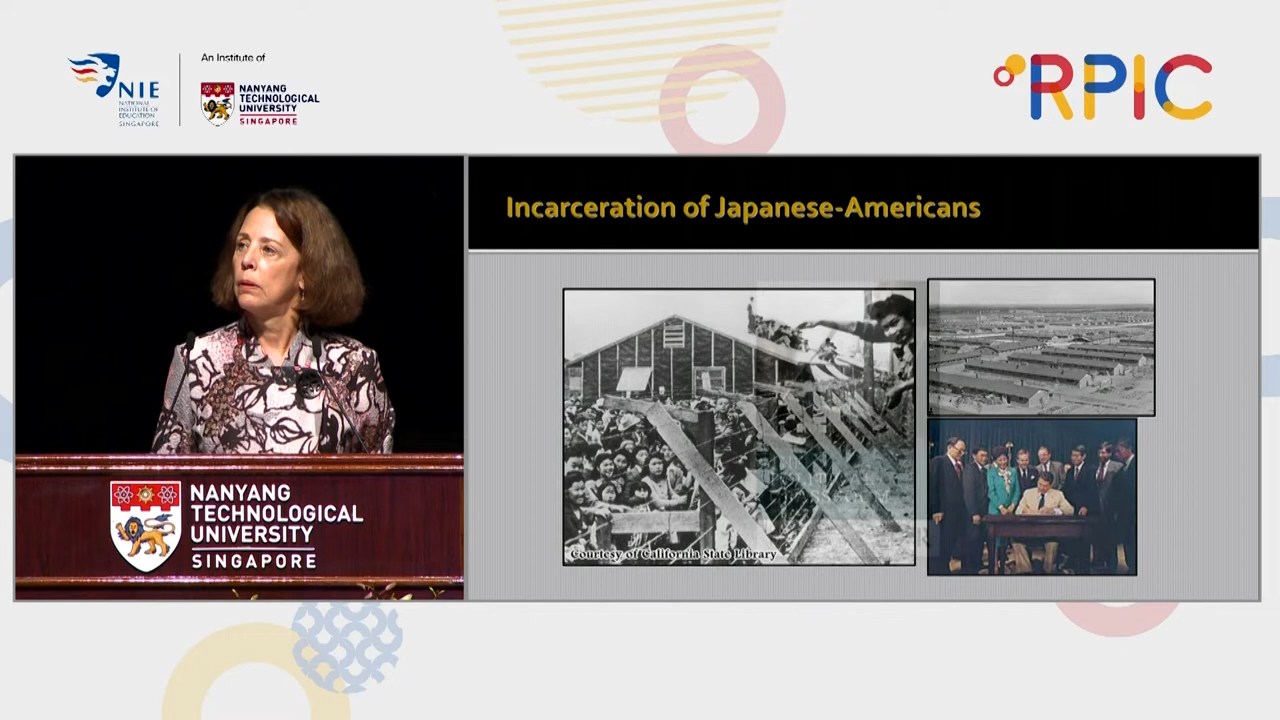 NIE
NATIONAL
INSTITUTE OF
EDUCATION
SINGAPORE
An Institute of
NANYANG
TECHNOLOGICAL
UNIVERSITY
SINGAPORE
RPIC
Incarceration of Japanese-Americans
Courtesy of California State Library
NANYANG
TECHNOLOGICAL
UNIVERSITY
SINGAPORE